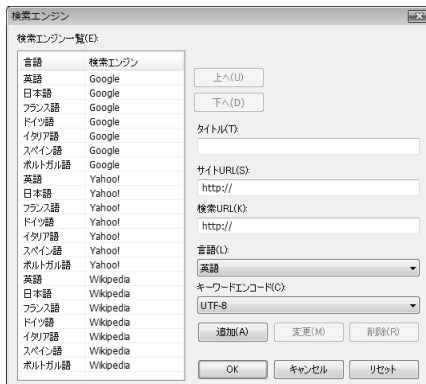 検索エンジン
検索エンジン一覧(E):
言語 検索エンジン
英語 Google
日本語 Google
フランス語 Google
ドイツ語 Google
イタリア語 Google
スペイン語 Google
ポルトガル語 Google
英語 Yahoo!
日本語 Yahoo!
フランス語 Yahoo!
ドイツ語 Yahoo!
イタリア語 Yahoo!
スペイン語 Yahoo!
ポルトガル語 Yahoo!
英語 Wikipedia
日本語 Wikipedia
フランス語 Wikipedia
ドイツ語 Wikipedia
イタリア語 Wikipedia
スペイン語 Wikipedia
ポルトガル語 Wikipedia
上へ(U)
下へ(D)
タイトル(T):
サイトURL(S):
http://
検索URL(K):
http://
言語(L):
英語
キーワードエンコード(C):
UTF-8
追加(A) 変更(M) 削除(R)
OK キャンセル リセット